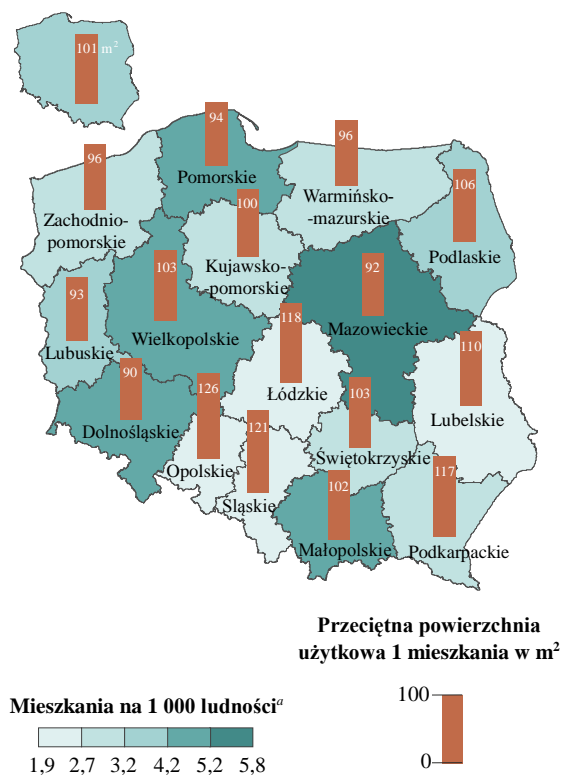 101 m²
94
96
Pomorskie
96
Warmińsko-
-mazurskie
106
Zachodnio-
pomorskie
100
Podlaskie
Kujawsko-
pomorskie
103
92
93
Wielkopolskie
118
Mazowieckie
Lubuskie
110
90
126
Łódzkie
103
Lubelskie
Dolnośląskie
121
Opolskie
Świętokrzyskie
117
Śląskie
102
Małopolskie
Podkarpackie
Przeciętna powierzchnia
użytkowa 1 mieszkania w m²
Mieszkania na 1 000 ludnościᵃ
1,9 2,7 3,2 4,2 5,2 5,8
100
0